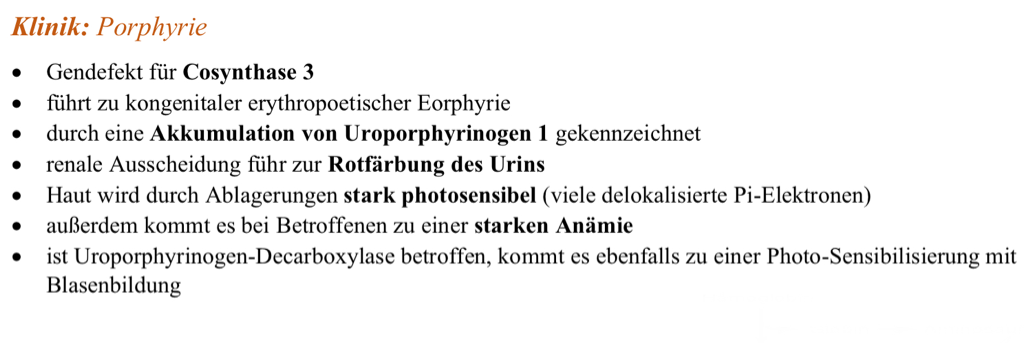 Klinik: Porphyrie
• Gendefekt für Cosynthase 3
• führt zu kongenitaler erythropoetischer Eorphyrie
• durch eine Akkumulation von Uroporphyrinogen 1 gekennzeichnet
• renale Ausscheidung führ zur Rotfärbung des Urins
• Haut wird durch Ablagerungen stark photosensibel (viele delokalisierte Pi-Elektronen)
• außerdem kommt es bei Betroffenen zu einer starken Anämie
• ist Uroporphyrinogen-Decarboxylase betroffen, kommt es ebenfalls zu einer Photo-Sensibilisierung mit
Blasenbildung